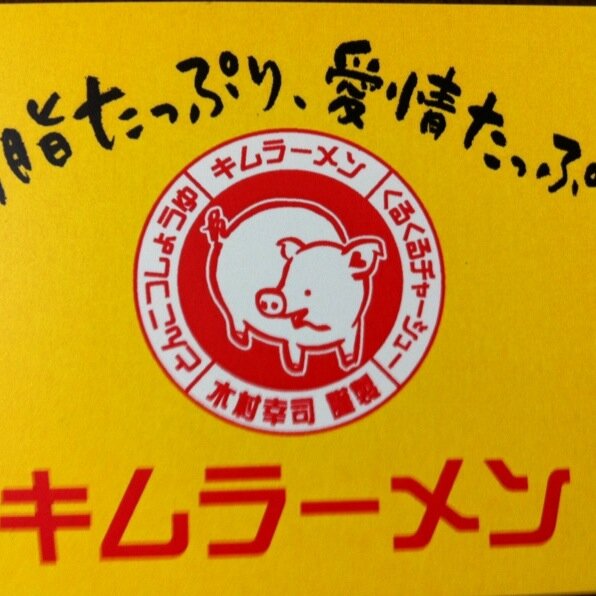 脂たっぷり、愛情たっぷ
キムラーメン
くるくるチャーシュー
とんこつしょうゆ
木村幸司 謹製
キムラーメン